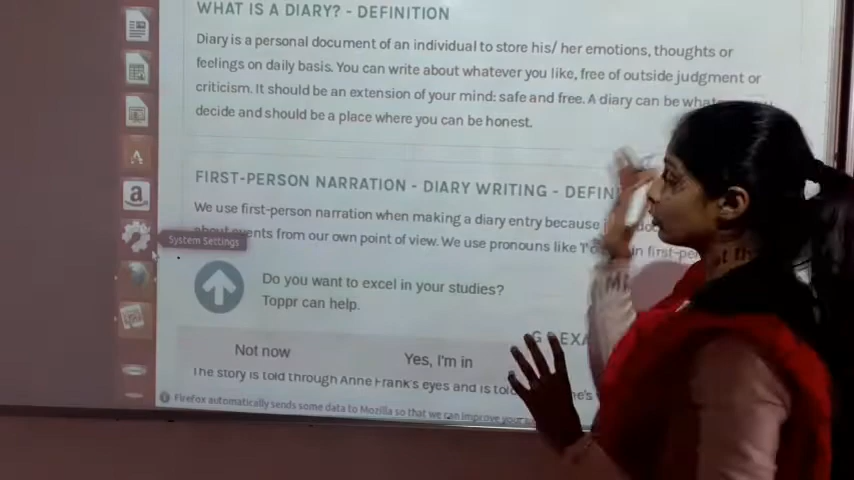 WHAT IS A DIARY? - DEFINITION
Diary is a personal document of an individual to store his/ her emotions, thoughts or
feelings on daily basis. You can write about whatever you like, free of outside judgment or
criticism. It should be an extension of your mind: safe and free. A diary can be
decide and should be a place where you can be honest.
FIRST-PERSON NARRATION - DIARY WRITING -
We use first-person narration when making a diary entry because
about events from our own point of view. We use pronouns like in first-
System Settings
Do you want to excel in your studies?
Toppr can help.
Not now
Yes, I'm in
The story is told through Anne Frank's eyes and is
Firefox automatically sends some data to Mozilla so that we can improve your